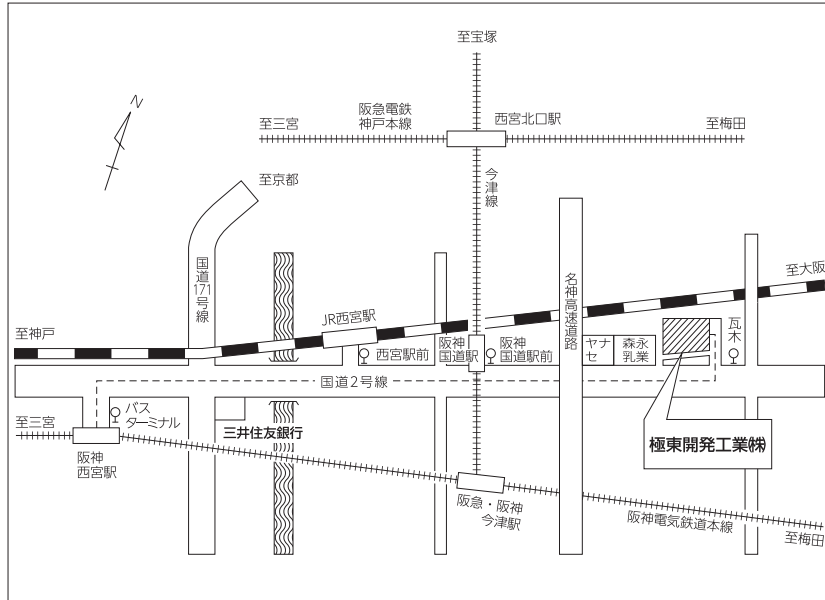 至宝塚
N
阪急電鉄
神戸本線
西宮北口駅
至三宮
至梅田
今津線
至京都
国道171号線
名神高速道路
至大阪
JR西宮駅
至神戸
西宮駅前
阪神
国道駅
阪神
国道駅前
ヤナセ
森永
乳業
瓦木
国道2号線
バス
ターミナル
至三宮
三井住友銀行
極東開発工業㈱
阪神
西宮駅
阪急・阪神
今津駅
阪神電気鉄道本線
至梅田